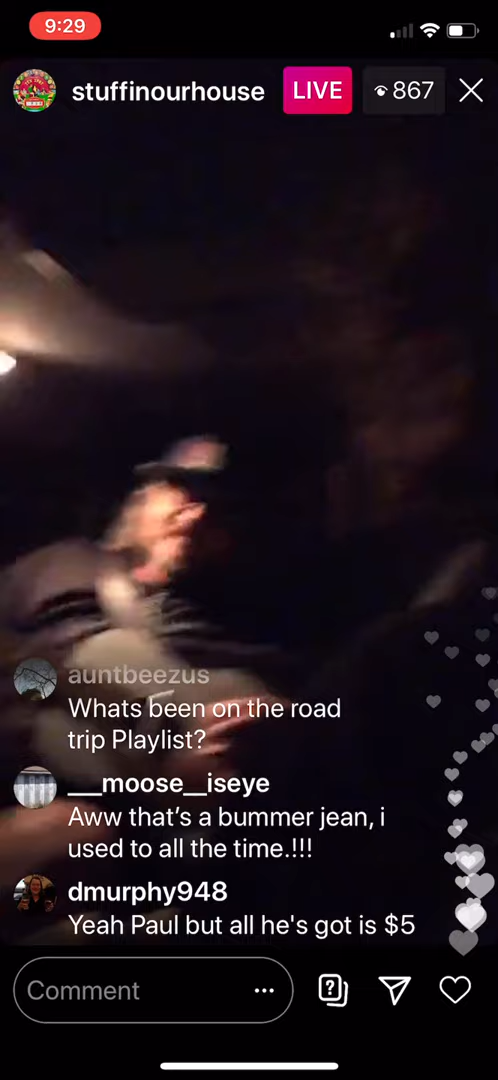 9:29
stuffinourhouse LIVE 867
auntbeezus
Whats been on the road
trip Playlist?
__moose__iseye
Aww that's a bummer jean, i
used to all the time.!!!
dmurphy948
Yeah Paul but all he's got is $5
Comment